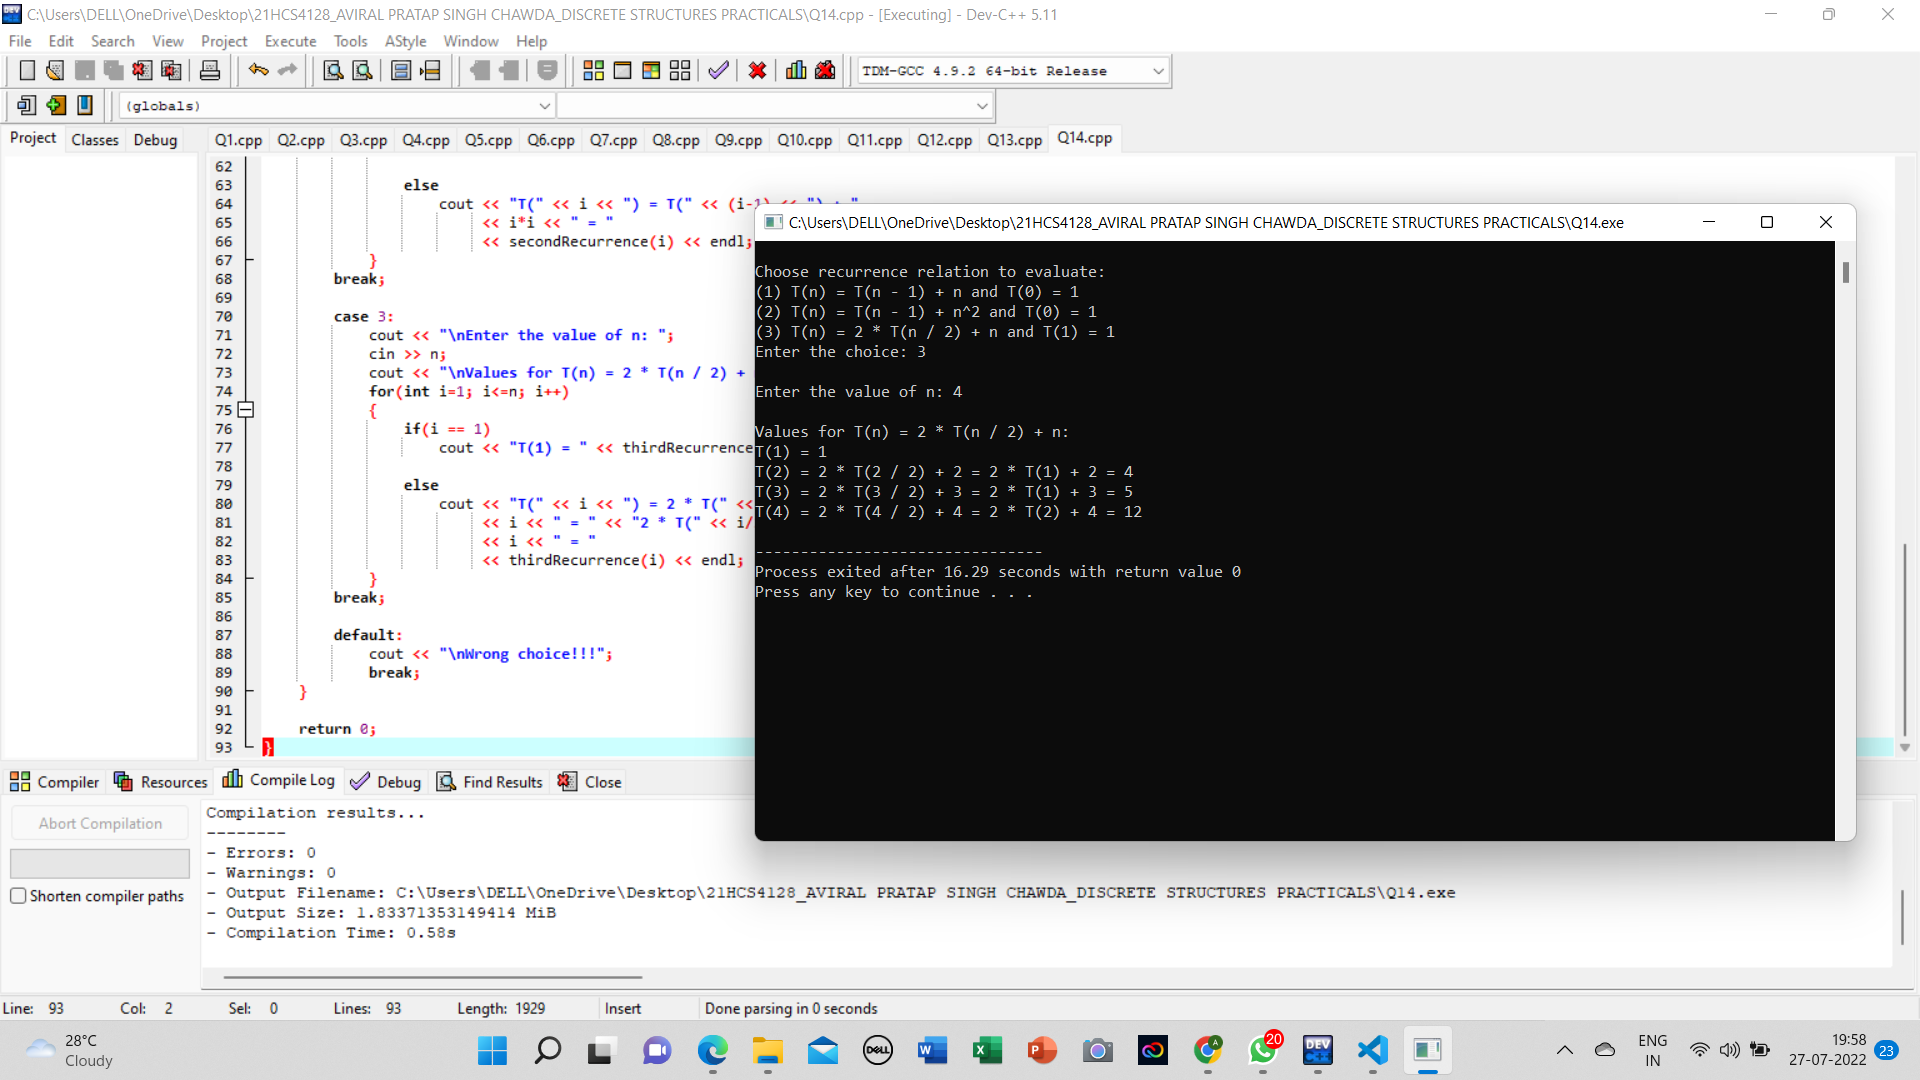 C:\Users\DELL\OneDrive\Desktop\21HCS4128_AVIRAL PRATAP SINGH CHAWDA_DISCRETE STRUCTURES PRACTICALS\Q14.cpp - [Executing] - Dev-C++ 5.11
File Edit Search View Project Execute Tools AStyle Window Help
TDM-GCC 4.9.2 64-bit Release
(globals)
Project Classes Debug
Q1.cpp Q2.cpp Q3.cpp Q4.cpp Q5.cpp Q6.cpp Q7.cpp Q8.cpp Q9.cpp Q10.cpp Q11.cpp Q12.cpp Q13.cpp Q14.cpp
62
63 else
64 cout << "T(" << i << ") = T(" << (i-1) << ") + "
65 << i*i << " = "
66 << secondRecurrence(i) << endl;
67 }
68 break;
69
70 case 3:
71 cout << "\nEnter the value of n: ";
72 cin >> n;
73 cout << "\nValues for T(n) = 2 * T(n / 2) +
74 for(int i=1; i<=n; i++)
75 {
76 if(i == 1)
77 cout << "T(1) = " << thirdRecurrence
78
79 else
80 cout << "T(" << i << ") = 2 * T(" <<
81 << i << " = " << "2 * T(" << i/
82 << i << " = "
83 << thirdRecurrence(i) << endl;
84 }
85 break;
86
87 default:
88 cout << "\nWrong choice!!!";
89 break;
90 }
91
92 return 0;
93 }
C:\Users\DELL\OneDrive\Desktop\21HCS4128_AVIRAL PRATAP SINGH CHAWDA_DISCRETE STRUCTURES PRACTICALS\Q14.exe
Choose recurrence relation to evaluate:
(1) T(n) = T(n - 1) + n and T(0) = 1
(2) T(n) = T(n - 1) + n^2 and T(0) = 1
(3) T(n) = 2 * T(n / 2) + n and T(1) = 1
Enter the choice: 3
Enter the value of n: 4
Values for T(n) = 2 * T(n / 2) + n:
T(1) = 1
T(2) = 2 * T(2 / 2) + 2 = 2 * T(1) + 2 = 4
T(3) = 2 * T(3 / 2) + 3 = 2 * T(1) + 3 = 5
T(4) = 2 * T(4 / 2) + 4 = 2 * T(2) + 4 = 12
--------------------------------
Process exited after 16.29 seconds with return value 0
Press any key to continue . . .
Compiler Resources Compile Log Debug Find Results Close
Abort Compilation
Shorten compiler paths
Compilation results...
--------
- Errors: 0
- Warnings: 0
- Output Filename: C:\Users\DELL\OneDrive\Desktop\21HCS4128_AVIRAL PRATAP SINGH CHAWDA_DISCRETE STRUCTURES PRACTICALS\Q14.exe
- Output Size: 1.83371353149414 MiB
- Compilation Time: 0.58s
Line: 93 Col: 2 Sel: 0 Lines: 93 Length: 1929 Insert Done parsing in 0 seconds
28°C
Cloudy
DELL
20
DEV
ENG
IN
19:58
27-07-2022
23